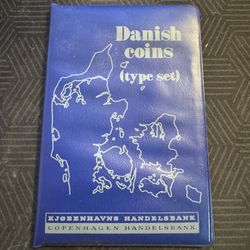 Danish
coins
(type set)
KJØBENHAVNS HANDELSBANK
COPENHAGEN HANDELSBANK